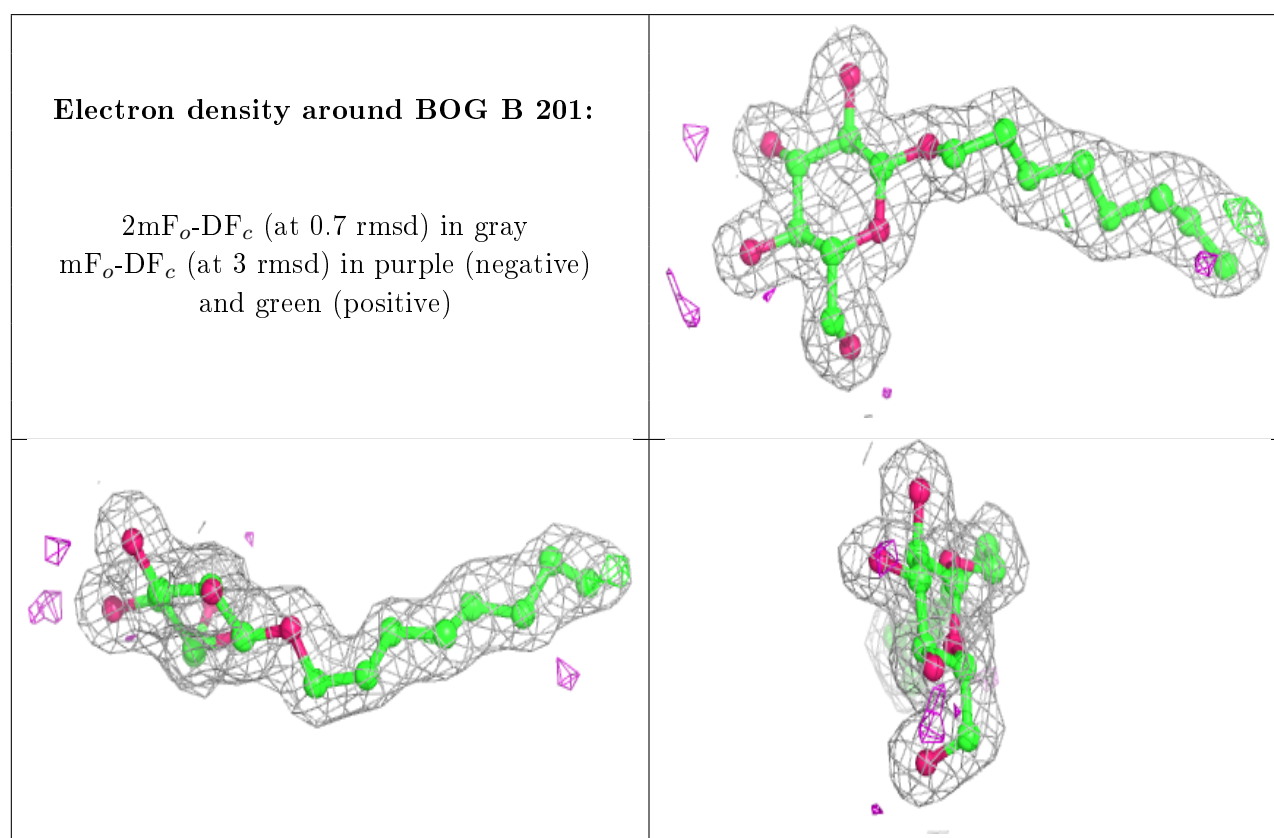 Electron density around BOG B 201:
2mFₒ-DF𝒸 (at 0.7 rmsd) in gray
mFₒ-DF𝒸 (at 3 rmsd) in purple (negative)
and green (positive)